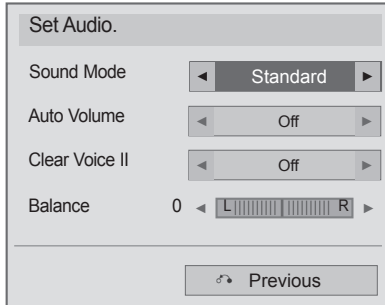 Set Audio.
Sound Mode ◄ Standard ►
Auto Volume ◄ Off ►
Clear Voice II ◄ Off ►
Balance 0 ◄ L R ►
Previous